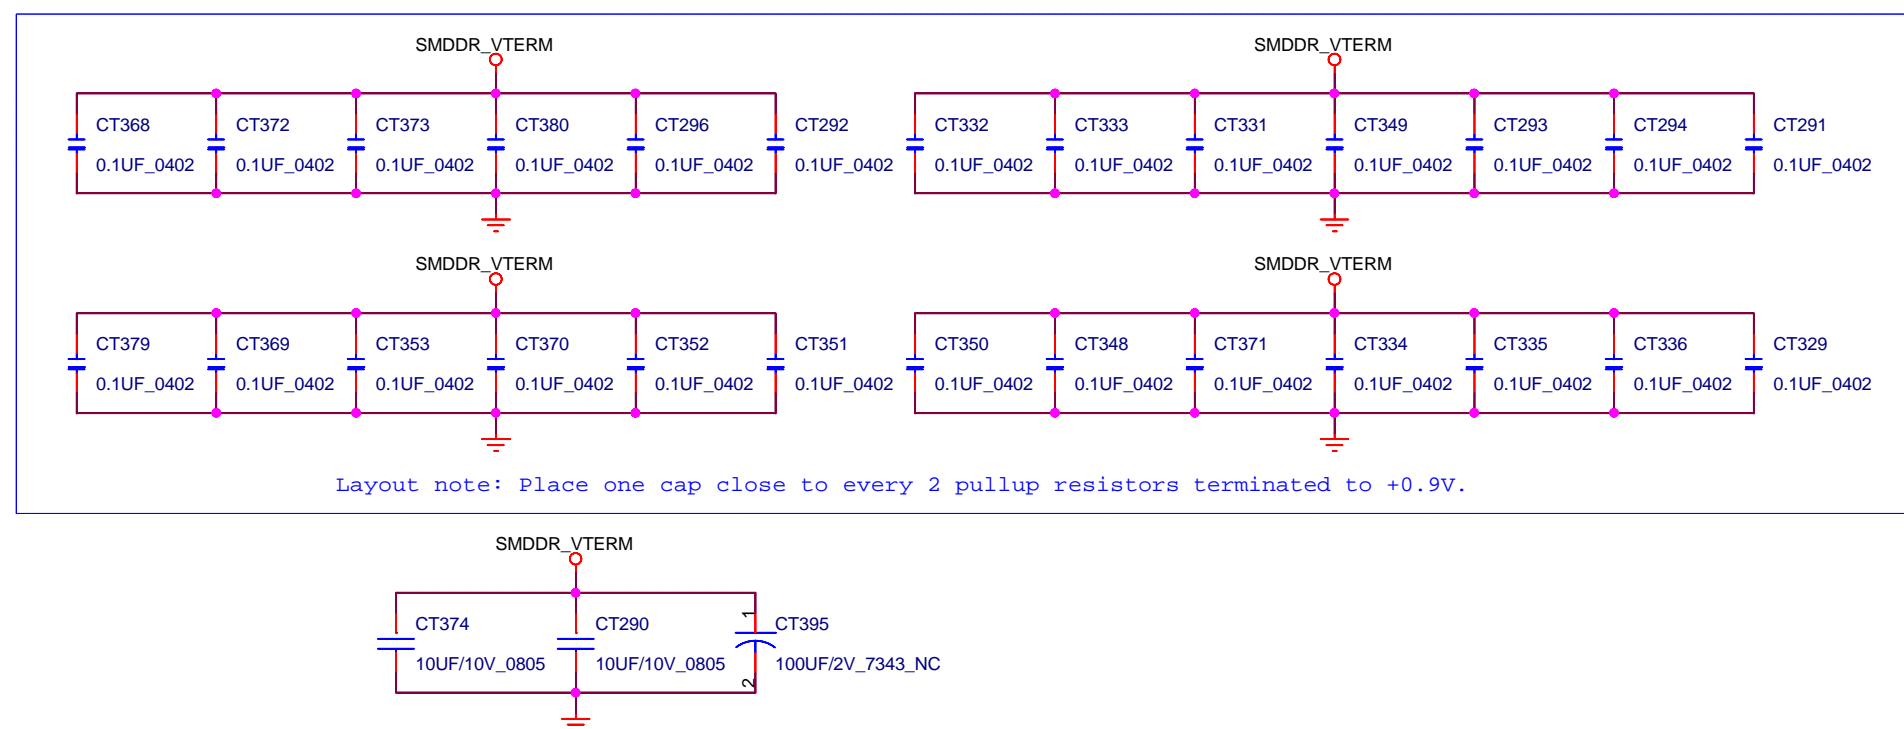 SMDDR_VTERM SMDDR_VTERM
CT368 CT372 CT373 CT380 CT296 CT292 CT332 CT333 CT331 CT349 CT293 CT294 CT291
0.1UF_0402 0.1UF_0402 0.1UF_0402 0.1UF_0402 0.1UF_0402 0.1UF_0402 0.1UF_0402 0.1UF_0402 0.1UF_0402 0.1UF_0402 0.1UF_0402 0.1UF_0402 0.1UF_0402
SMDDR_VTERM SMDDR_VTERM
CT379 CT369 CT353 CT370 CT352 CT351 CT350 CT348 CT371 CT334 CT335 CT336 CT329
0.1UF_0402 0.1UF_0402 0.1UF_0402 0.1UF_0402 0.1UF_0402 0.1UF_0402 0.1UF_0402 0.1UF_0402 0.1UF_0402 0.1UF_0402 0.1UF_0402 0.1UF_0402 0.1UF_0402
Layout note: Place one cap close to every 2 pullup resistors terminated to +0.9V.
SMDDR_VTERM
CT374 CT290 1 CT395
10UF/10V_0805 10UF/10V_0805 100UF/2V_7343_NC
2